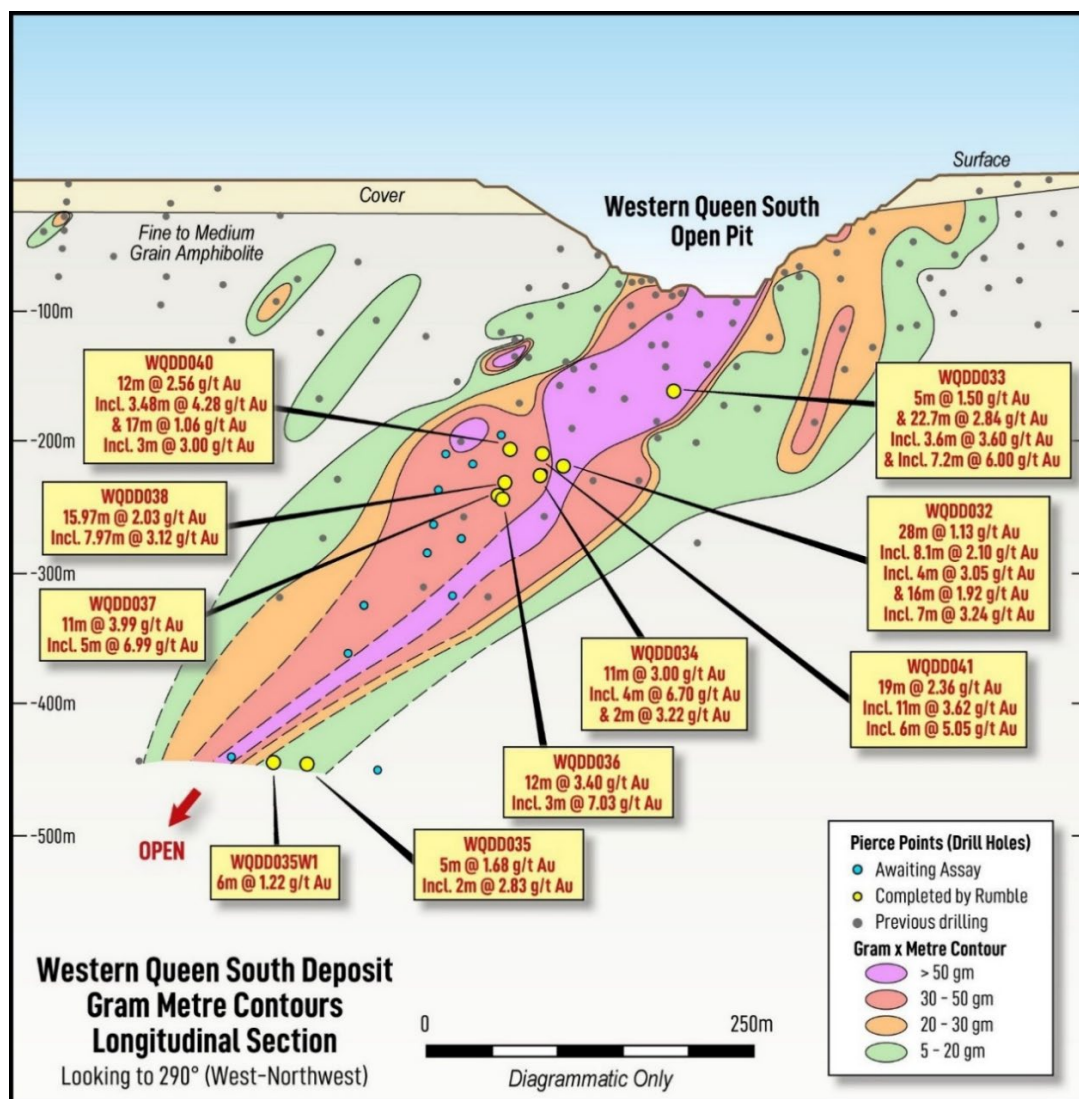 Surface
Cover
Western Queen South
Open Pit
Fine to Medium
Grain Amphibolite
-100m
-200m
-300m
-400m
-500m
WQDD040
12m @ 2.56 g/t Au
Incl. 3.48m @ 4.28 g/t Au
& 17m @ 1.06 g/t Au
Incl. 3m @ 3.00 g/t Au
WQDD033
5m @ 1.50 g/t Au
& 22.7m @ 2.84 g/t Au
Incl. 3.6m @ 3.60 g/t Au
& Incl. 7.2m @ 6.00 g/t Au
WQDD038
15.97m @ 2.03 g/t Au
Incl. 7.97m @ 3.12 g/t Au
WQDD032
28m @ 1.13 g/t Au
Incl. 8.1m @ 2.10 g/t Au
Incl. 4m @ 3.05 g/t Au
& 16m @ 1.92 g/t Au
Incl. 7m @ 3.24 g/t Au
WQDD037
11m @ 3.99 g/t Au
Incl. 5m @ 6.99 g/t Au
WQDD034
11m @ 3.00 g/t Au
Incl. 4m @ 6.70 g/t Au
& 2m @ 3.22 g/t Au
WQDD041
19m @ 2.36 g/t Au
Incl. 11m @ 3.62 g/t Au
Incl. 6m @ 5.05 g/t Au
WQDD036
12m @ 3.40 g/t Au
Incl. 3m @ 7.03 g/t Au
OPEN
WQDD035W1
6m @ 1.22 g/t Au
WQDD035
5m @ 1.68 g/t Au
Incl. 2m @ 2.83 g/t Au
Pierce Points (Drill Holes)
Awaiting Assay
Completed by Rumble
Previous drilling
Gram x Metre Contour
> 50 gm
30 - 50 gm
20 - 30 gm
5 - 20 gm
Western Queen South Deposit
Gram Metre Contours
Longitudinal Section
Looking to 290° (West-Northwest)
0
250m
Diagrammatic Only